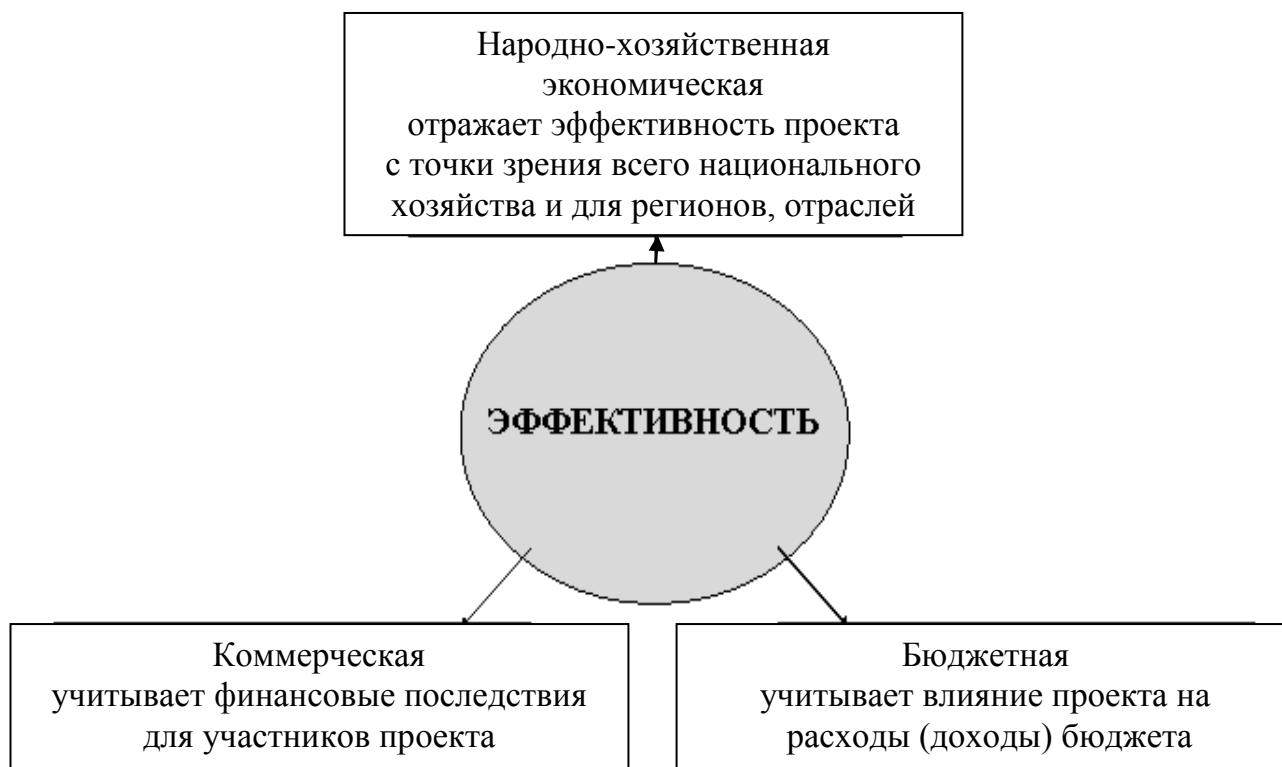 Народно-хозяйственная
экономическая
отражает эффективность проекта
с точки зрения всего национального
хозяйства и для регионов, отраслей
ЭФФЕКТИВНОСТЬ
Коммерческая
учитывает финансовые последствия
для участников проекта
Бюджетная
учитывает влияние проекта на
расходы (доходы) бюджета